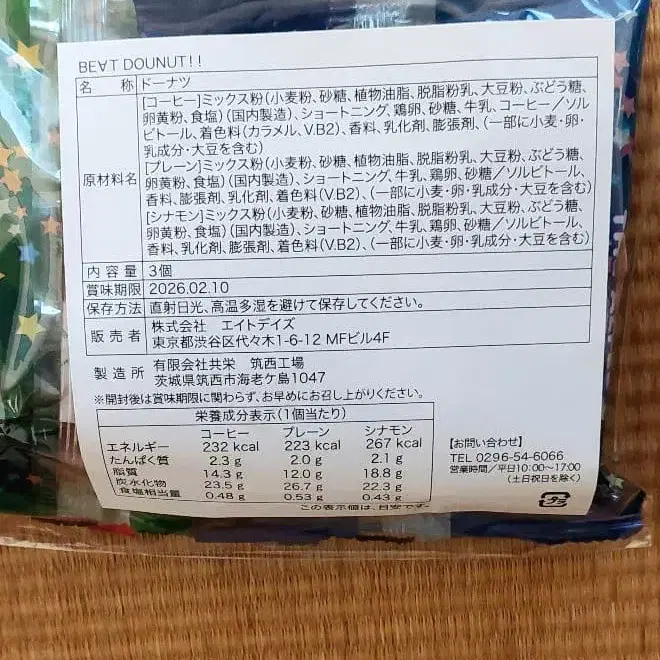 BE∀T DOUNUT!!
名 称 ドーナツ
[コーヒー]ミックス粉(小麦粉、砂糖、植物油脂、脱脂粉乳、大豆粉、ぶどう糖、
卵黄粉、食塩)(国内製造)、ショートニング、鶏卵、砂糖、牛乳、コーヒー/ソル
ビトール、着色料(カラメル、V.B2)、香料、乳化剤、膨張剤、(一部に小麦・卵・
乳成分・大豆を含む)
原材料名 [プレーン]ミックス粉(小麦粉、砂糖、植物油脂、脱脂粉乳、大豆粉、ぶどう糖、
卵黄粉、食塩)(国内製造)、ショートニング、牛乳、鶏卵、砂糖/ソルビトール、
香料、膨張剤、乳化剤、着色料(V.B2)、(一部に小麦・卵・乳成分・大豆を含む)
[シナモン]ミックス粉(小麦粉、砂糖、植物油脂、脱脂粉乳、大豆粉、ぶどう糖、
卵黄粉、食塩)(国内製造)、ショートニング、牛乳、鶏卵、砂糖/ソルビトール、
香料、乳化剤、膨張剤、着色料(V.B2)、(一部に小麦・卵・乳成分・大豆を含む)
内容量 3個
賞味期限 2026.02.10
保存方法 直射日光、高温多湿を避けて保存してください。
販売者 株式会社 エイトデイズ
東京都渋谷区代々木1-6-12 MFビル4F
製造所 有限会社共栄 筑西工場
茨城県筑西市海老ケ島1047
※開封後は賞味期限に関わらず、お早めにお召し上がりください。
栄養成分表示(1個当たり)
コーヒー プレーン シナモン
エネルギー 232 kcal 223 kcal 267 kcal
たんぱく質 2.3 g 2.0 g 2.1 g
脂質 14.3 g 12.0 g 18.8 g
炭水化物 23.5 g 26.7 g 22.3 g
食塩相当量 0.48 g 0.53 g 0.43 g
この表示値は、目安です。
【お問い合わせ】
TEL 0296-54-6066
営業時間/平日10:00~17:00
(土日祝日を除く)
プラ